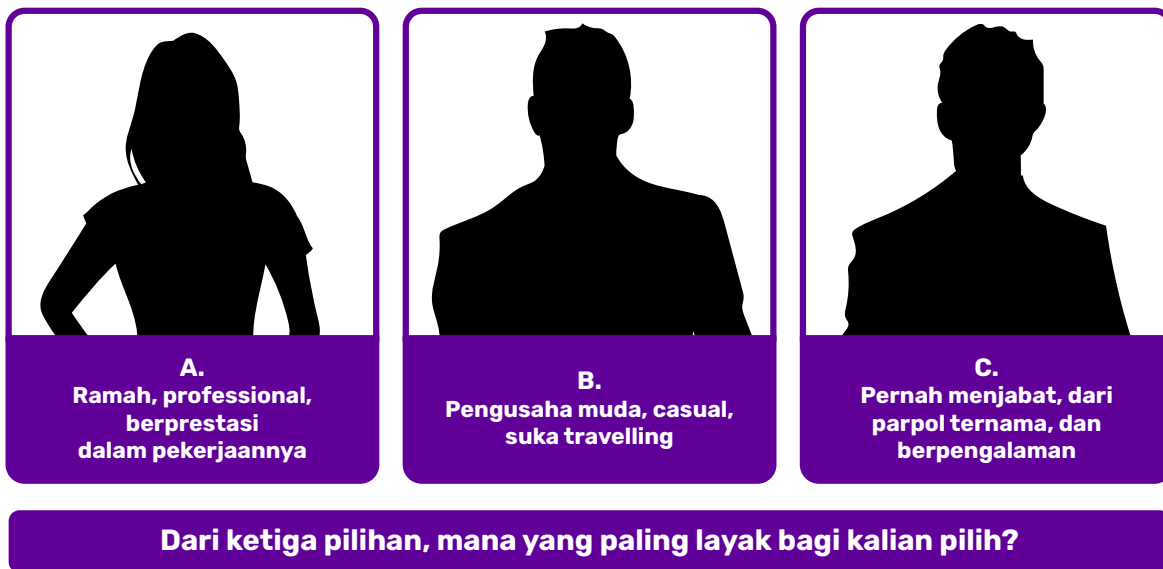 A.
Ramah, professional,
berprestasi
dalam pekerjaannya
B.
Pengusaha muda, casual,
suka travelling
C.
Pernah menjabat, dari
parpol ternama, dan
berpengalaman
Dari ketiga pilihan, mana yang paling layak bagi kalian pilih?